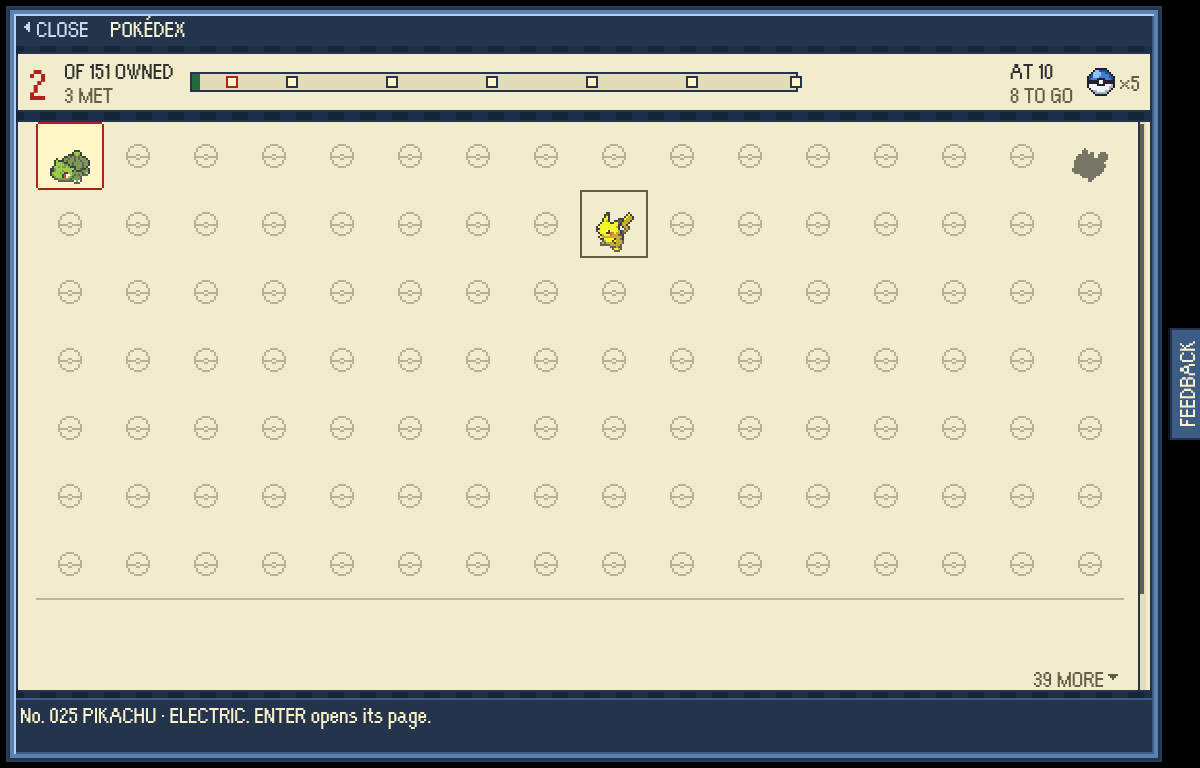 CLOSE POKÉDEX
2 OF 151 OWNED
3 MET
AT 10
8 TO GO
×5
39 MORE
No. 025 PIKACHU · ELECTRIC. ENTER opens its page.
FEEDBACK